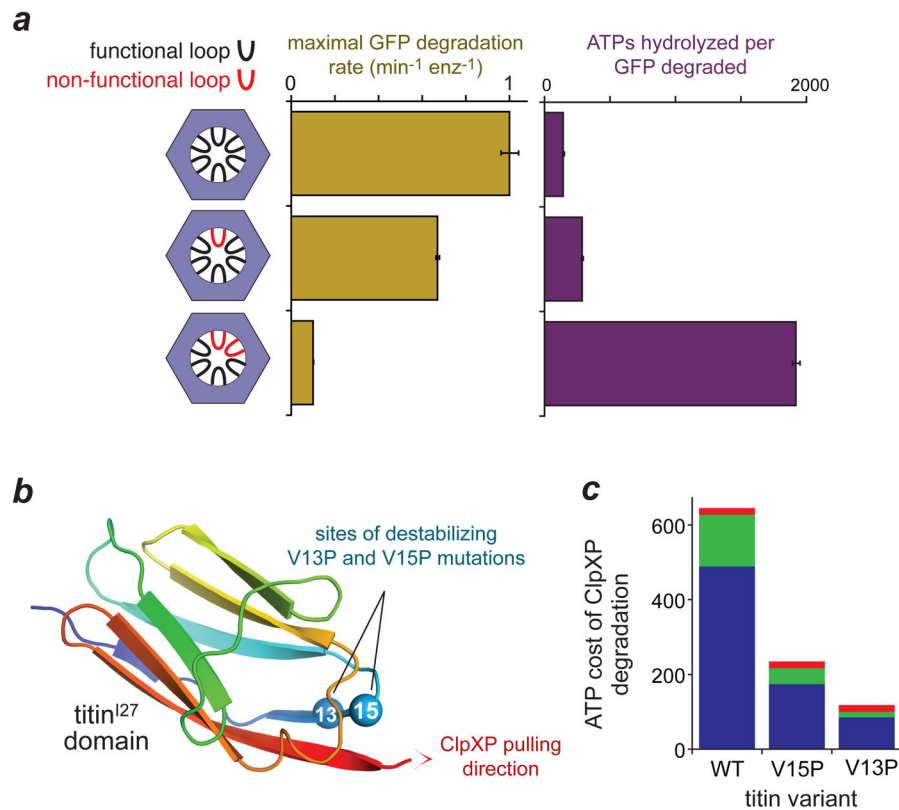 a
functional loop
non-functional loop
maximal GFP degradation
rate (min⁻¹ enz⁻¹)
0 1
ATPs hydrolyzed per
GFP degraded
0 2000
b
sites of destabilizing
V13P and V15P mutations
13 15
titin^I27
domain
ClpXP pulling
direction
c
ATP cost of ClpXP
degradation
600
400
200
0
WT V15P V13P
titin variant